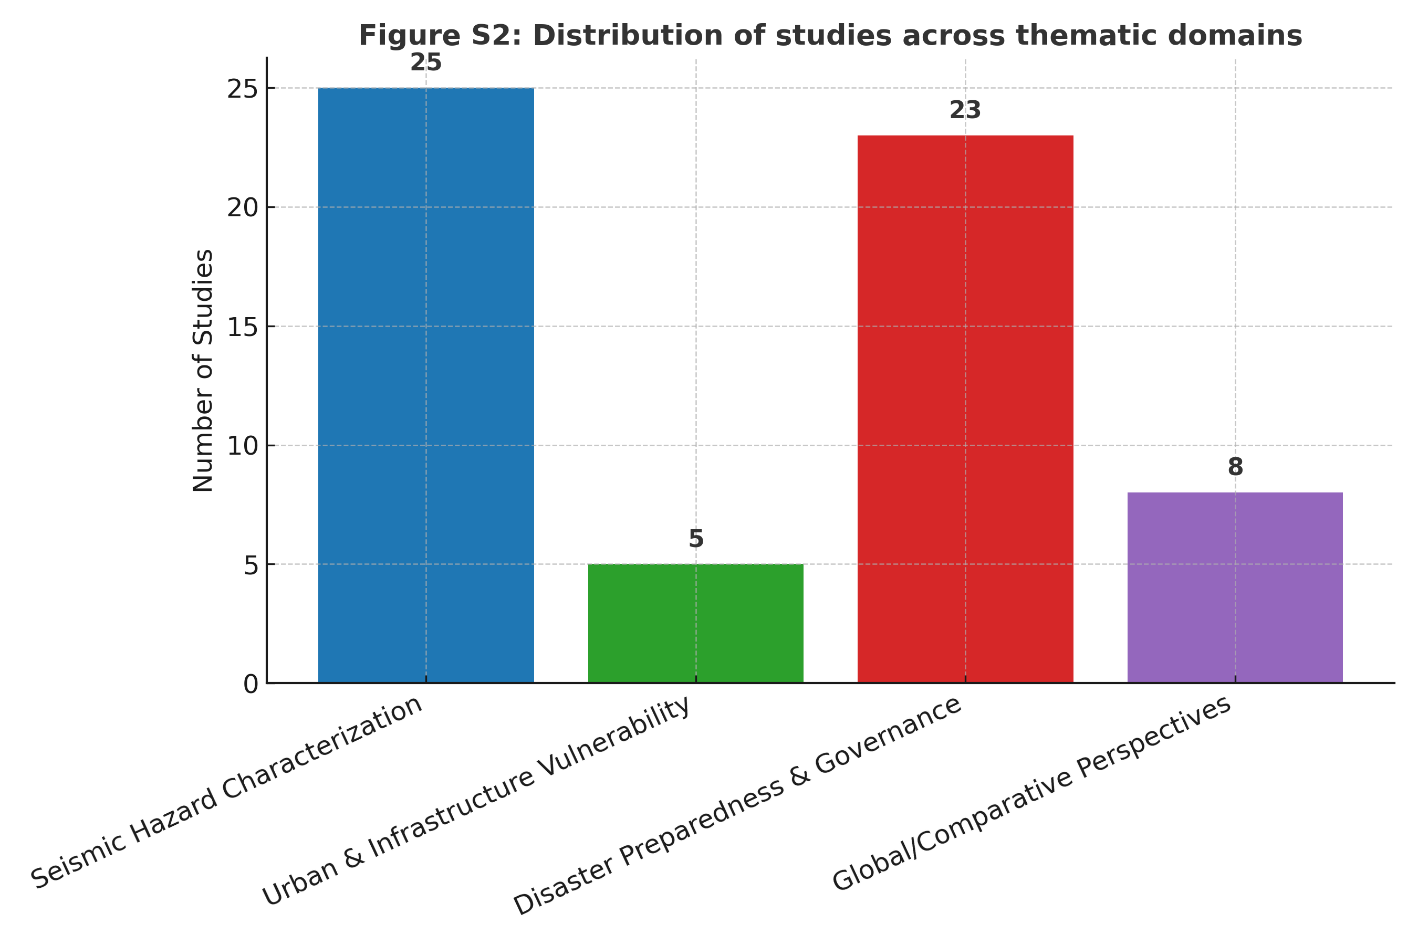 Figure S2: Distribution of studies across thematic domains
25
23
8
5
Number of Studies
25
20
15
10
5
0
Seismic Hazard Characterization
Urban & Infrastructure Vulnerability
Disaster Preparedness & Governance
Global/Comparative Perspectives